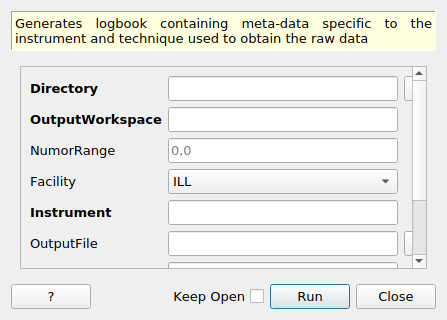 Generates logbook containing meta-data specific to the
instrument and technique used to obtain the raw data
Directory
OutputWorkspace
NumorRange 0,0
Facility ILL
Instrument
OutputFile
? Keep Open Run Close